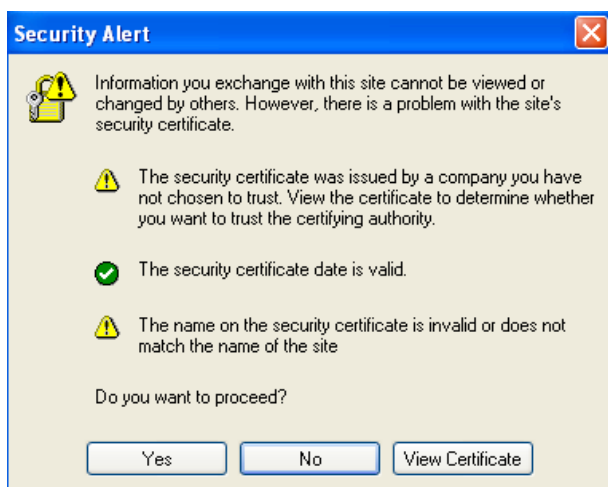 Security Alert
Information you exchange with this site cannot be viewed or
changed by others. However, there is a problem with the site's
security certificate.
The security certificate was issued by a company you have
not chosen to trust. View the certificate to determine whether
you want to trust the certifying authority.
The security certificate date is valid.
The name on the security certificate is invalid or does not
match the name of the site
Do you want to proceed?
Yes No View Certificate